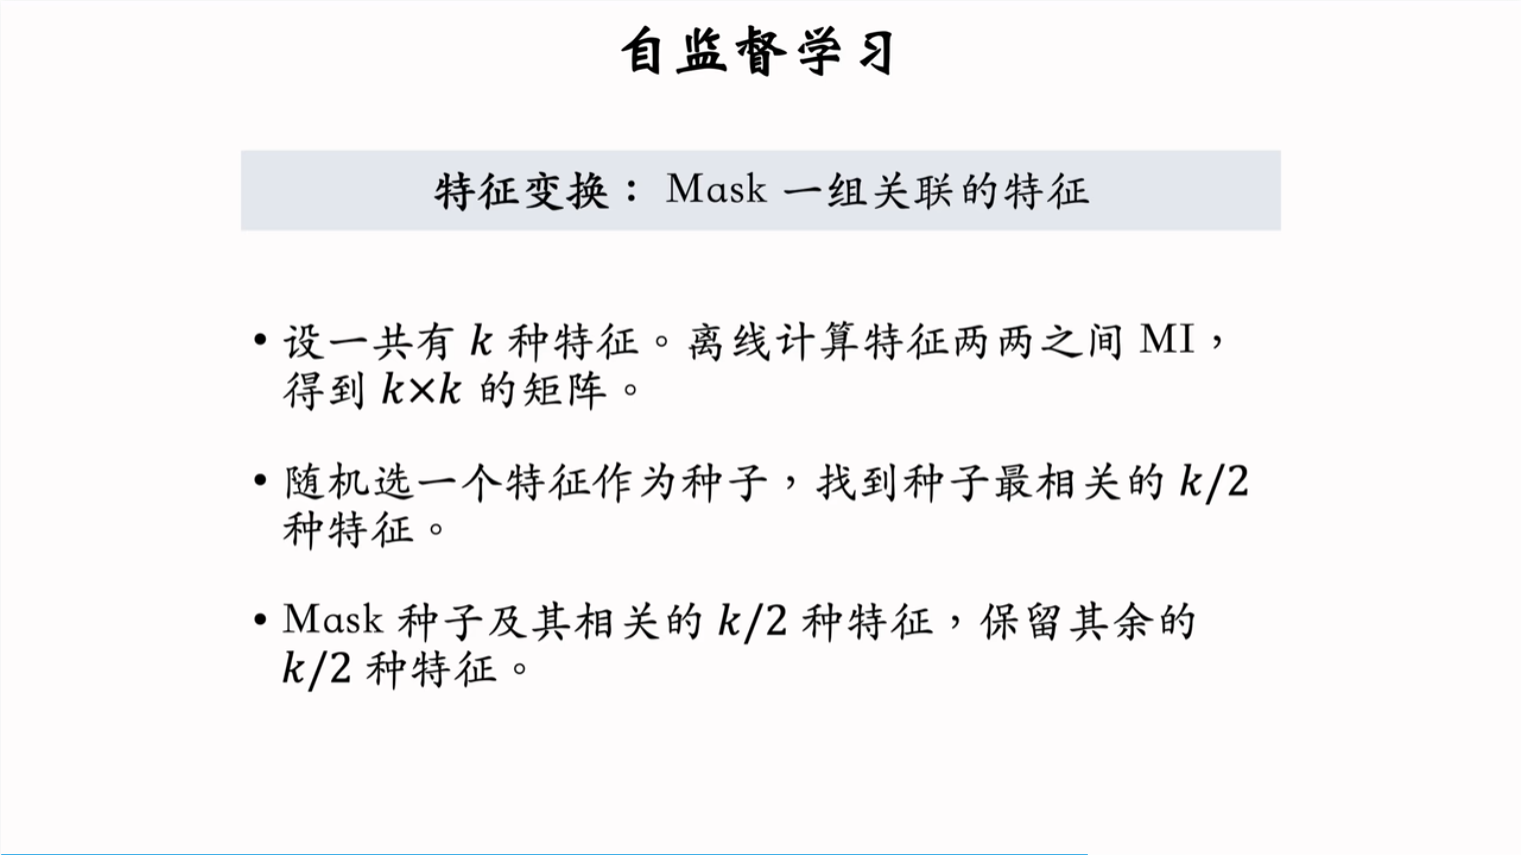 自监督学习
特征变换： Mask 一组关联的特征
• 设一共有 k 种特征。离线计算特征两两之间 MI，
得到 k×k 的矩阵。
• 随机选一个特征作为种子，找到种子最相关的 k/2
种特征。
• Mask 种子及其相关的 k/2 种特征，保留其余的
k/2 种特征。